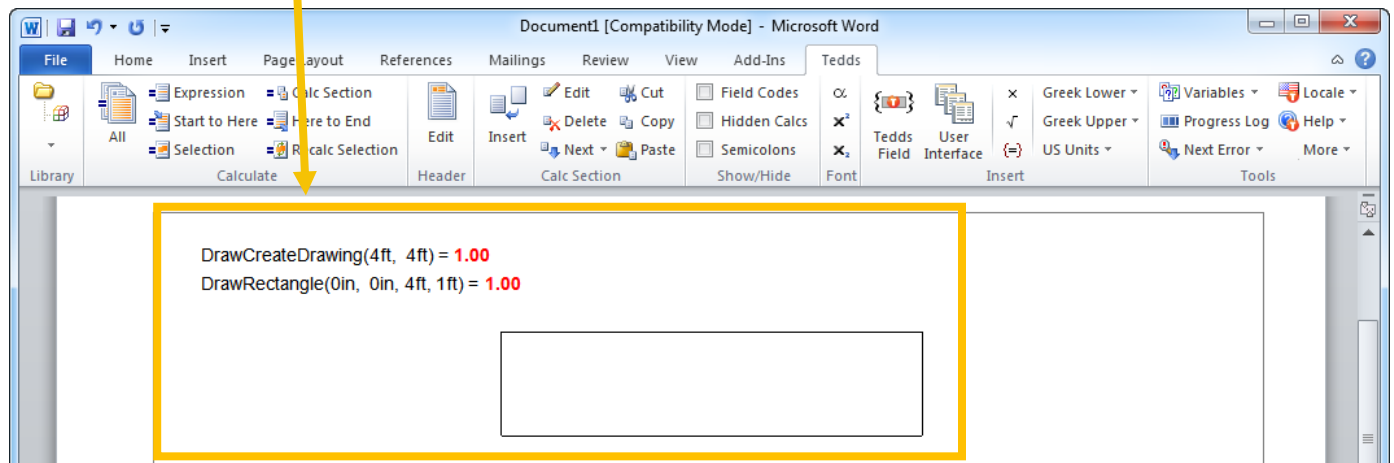 Document1 [Compatibility Mode] - Microsoft Word
File Home Insert Page Layout References Mailings Review View Add-Ins Tedds
Expression Calc Section Edit Cut Field Codes α × Greek Lower Variables Locale
All Start to Here Here to End Edit Insert Delete Copy Hidden Calcs x² Tedds Field User Interface √ Greek Upper Progress Log Help
Selection Recalc Selection Next Paste Semicolons x₂ {=} US Units Next Error More
Library Calculate Header Calc Section Show/Hide Font Insert Tools
DrawCreateDrawing(4ft, 4ft) = 1.00
DrawRectangle(0in, 0in, 4ft, 1ft) = 1.00